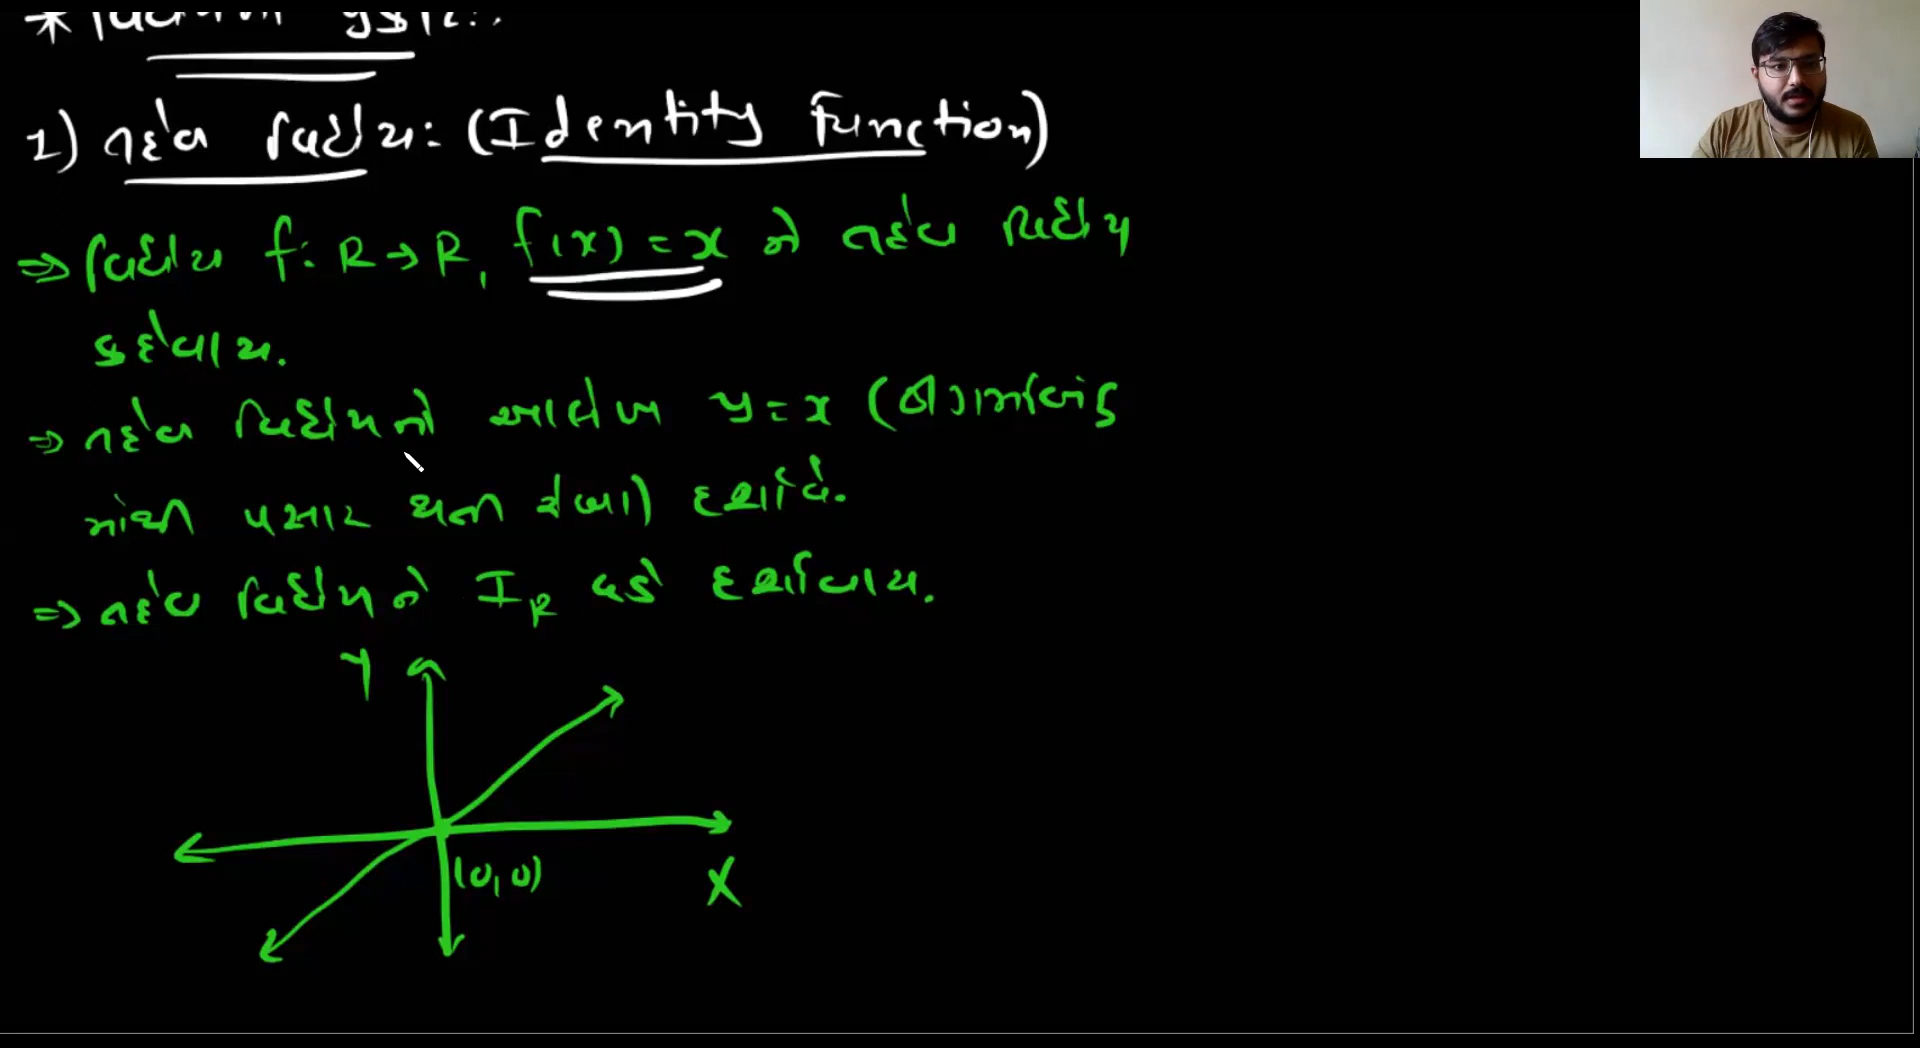 1) તદેવ વિધેય: (Identity Function)
⇒ વિધેય f: R → R, f(x) = x ને તદેવ વિધેય
કહેવાય.
⇒ તદેવ વિધેયનો આલેખ y = x (ઊગમબિંદુ
માંથી પસાર થતી રેખા) દર્શાવે.
⇒ તદેવ વિધેયને I_R વડે દર્શાવાય.
Y
(0, 0)
X